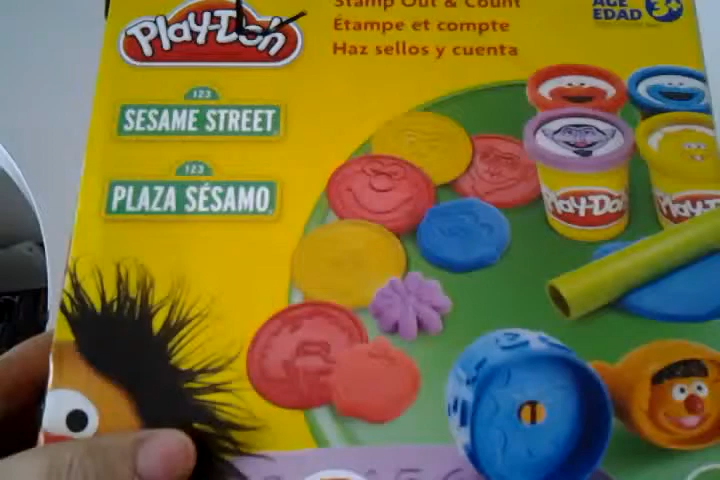 PLAY-Doh
Stamp Out & Count
Étampe et compte
Haz sellos y cuenta
AGE
EDAD 3+
123
SESAME STREET
123
PLAZA SÉSAMO
Play-Doh
Play-Do